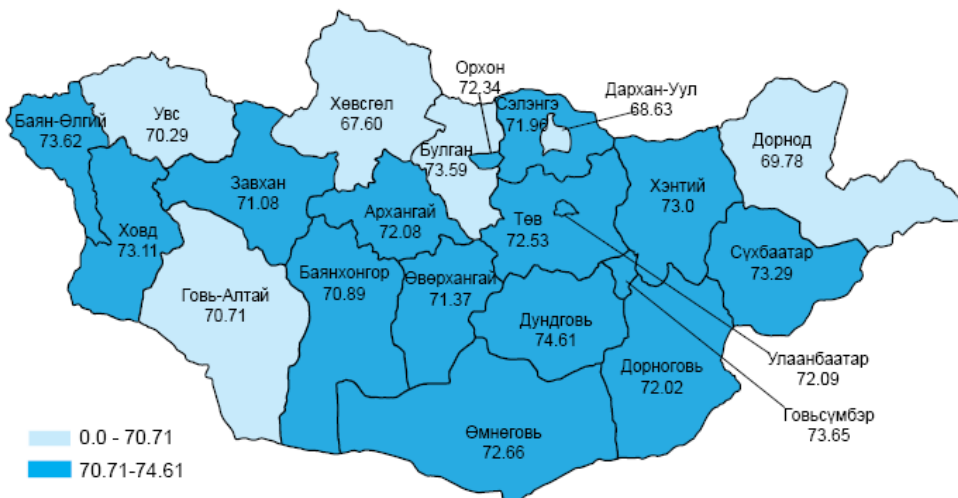 Орхон
72.34
Дархан-Уул
68.63
Увс
70.29
Хөвсгөл
67.60
Сэлэнгэ
71.96
Баян-Өлгий
73.62
Булган
73.59
Дорнод
69.78
Завхан
71.08
Архангай
72.08
Төв
72.53
Хэнтий
73.0
Ховд
73.11
Сүхбаатар
73.29
Говь-Алтай
70.71
Баянхонгор
70.89
Өвөрхангай
71.37
Дундговь
74.61
Дорноговь
72.02
Улаанбаатар
72.09
Говьсүмбэр
73.65
Өмнөговь
72.66
0.0 - 70.71
70.71-74.61